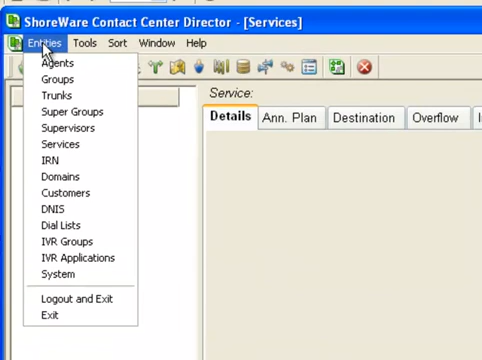 ShoreWare Contact Center Director - [Services]
Entities Tools Sort Window Help
Agents
Groups
Trunks
Super Groups
Supervisors
Services
IRN
Domains
Customers
DNIS
Dial Lists
IVR Groups
IVR Applications
System
Logout and Exit
Exit
Service:
Details Ann. Plan Destination Overflow